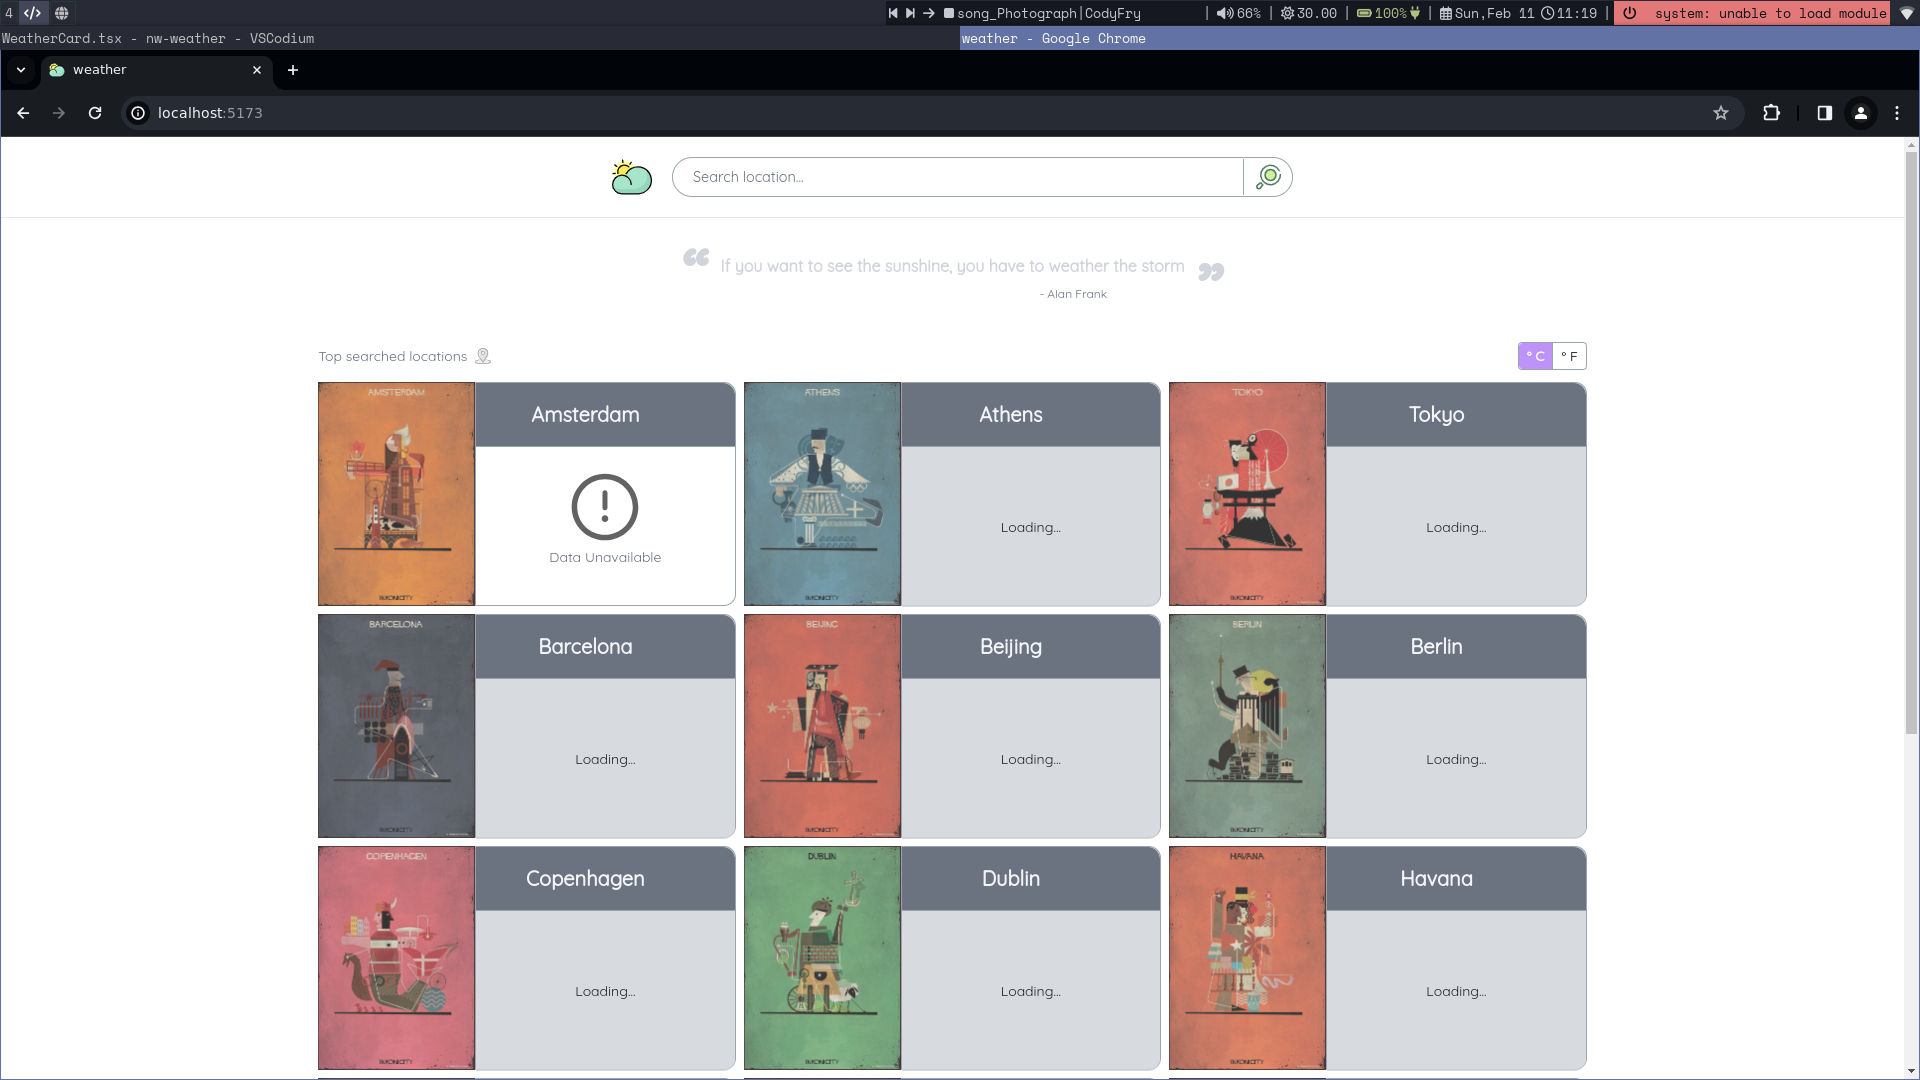 4 song_Photograph|CodyFry | 66% | 30.00 | 100% | Sun,Feb 11 11:19 | system: unable to load module
WeatherCard.tsx - nw-weather - VSCodium weather - Google Chrome
weather
localhost:5173
Search location...
“ If you want to see the sunshine, you have to weather the storm ”
- Alan Frank
Top searched locations ° C ° F
AMSTERDAM Amsterdam ATHENS Athens TOKYO Tokyo
Loading... Loading...
Data Unavailable
BARCELONA Barcelona BEIJING Beijing BERLIN Berlin
Loading... Loading... Loading...
COPENHAGEN Copenhagen DUBLIN Dublin HAVANA Havana
Loading... Loading... Loading...